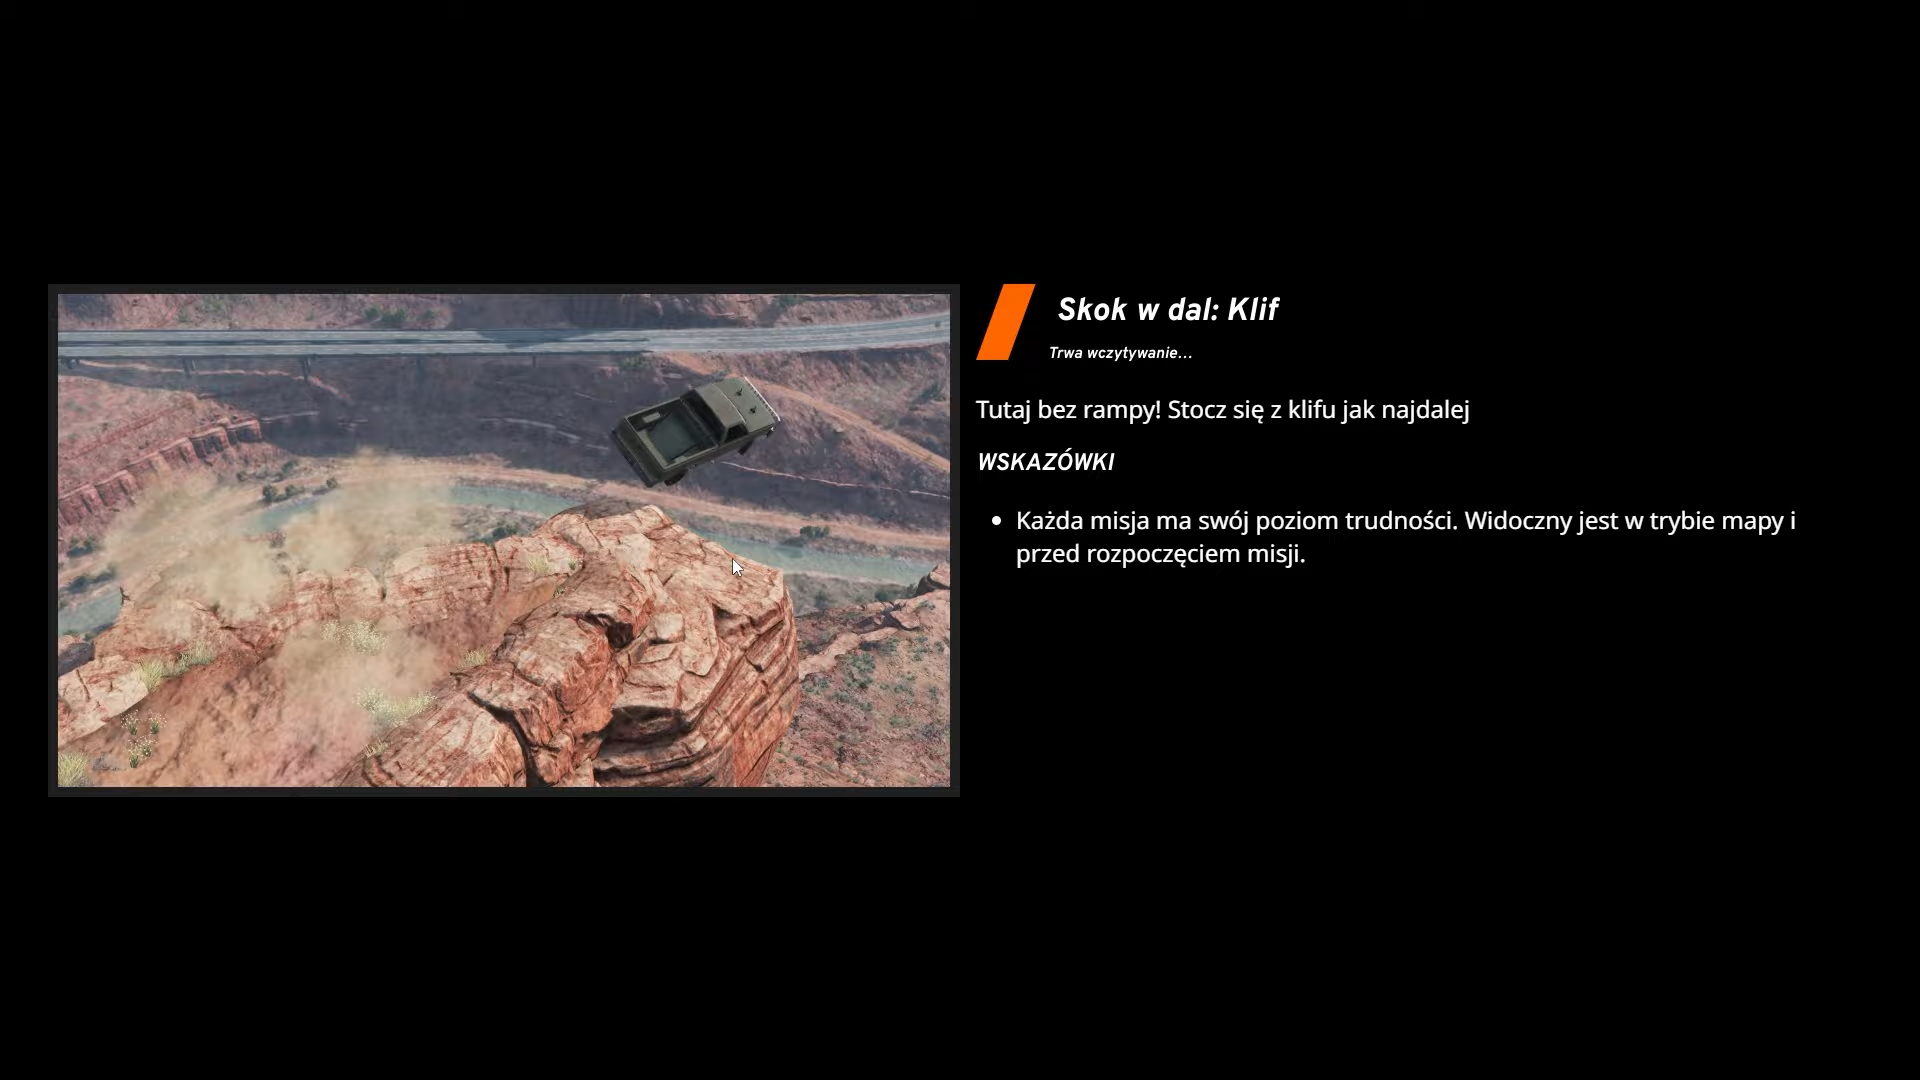 Skok w dal: Klif
Trwa wczytywanie...
Tutaj bez rampy! Stocz się z klifu jak najdalej
WSKAZÓWKI
• Każda misja ma swój poziom trudności. Widoczny jest w trybie mapy i
przed rozpoczęciem misji.